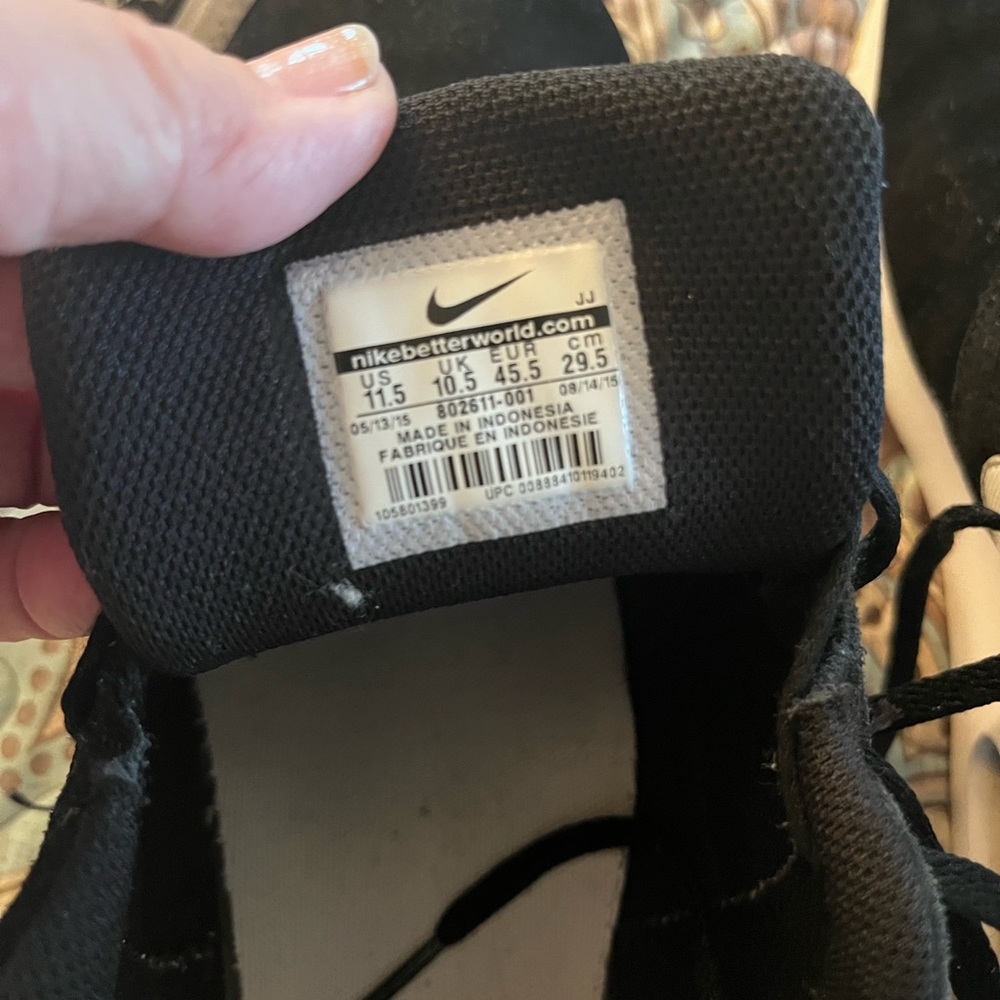 JJ
nikebetterworld.com
US UK EUR cm
11.5 10.5 45.5 29.5
05/13/15 802611-001 08/14/15
MADE IN INDONESIA
FABRIQUE EN INDONESIE
105801399 UPC 00888410119402